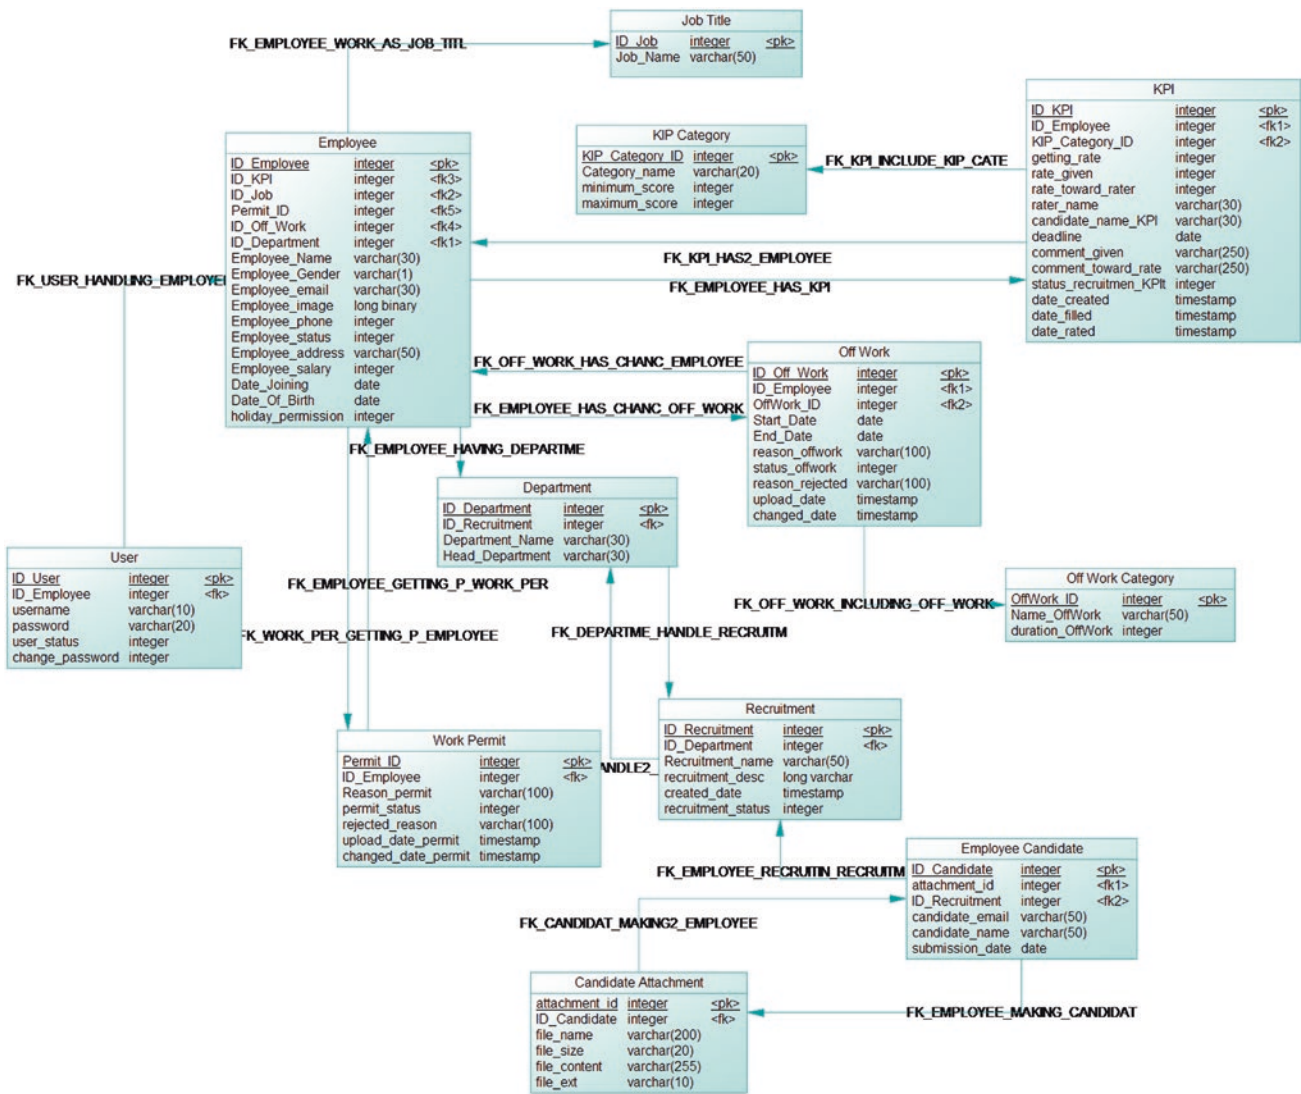 Job Title
ID_Job integer <pk>
Job_Name varchar(50)
FK_EMPLOYEE_WORK_AS_JOB_TITL
KPI
ID_KPI integer <pk>
ID_Employee integer <fk1>
KIP_Category_ID integer <fk2>
getting_rate integer
rate_given integer
rate_toward_rater integer
rater_name varchar(30)
candidate_name_KPI varchar(30)
deadline date
comment_given varchar(250)
comment_toward_rate varchar(250)
status_recruitmen_KPItt integer
date_created timestamp
date_filled timestamp
date_rated timestamp
KIP Category
KIP_Category_ID integer <pk>
Category_name varchar(20)
minimum_score integer
maximum_score integer
FK_KPI_INCLUDE_KIP_CATE
Employee
ID_Employee integer <pk>
ID_KPI integer <fk3>
ID_Job integer <fk2>
Permit_ID integer <fk5>
ID_Off_Work integer <fk4>
ID_Department integer <fk1>
Employee_Name varchar(30)
Employee_Gender varchar(1)
Employee_email varchar(30)
Employee_image long binary
Employee_phone integer
Employee_status integer
Employee_address varchar(50)
Employee_salary integer
Date_Joining date
Date_Of_Birth date
holiday_permission integer
FK_KPI_HAS2_EMPLOYEE
FK_USER_HANDLING_EMPLOYEE
FK_EMPLOYEE_HAS_KPI
FK_OFF_WORK_HAS_CHANC_EMPLOYEE
FK_EMPLOYEE_HAS_CHANC_OFF_WORK
Off Work
ID_Off_Work integer <pk>
ID_Employee integer <fk1>
OffWork_ID integer <fk2>
Start_Date date
End_Date date
reason_offwork varchar(100)
status_offwork integer
reason_rejected varchar(100)
upload_date timestamp
changed_date timestamp
FK_EMPLOYEE_HAVING_DEPARTME
Department
ID_Department integer <pk>
ID_Recruitment integer <fk>
Department_Name varchar(30)
Head_Department varchar(30)
User
ID_User integer <pk>
ID_Employee integer <fk>
username varchar(10)
password varchar(20)
user_status integer
change_password integer
FK_EMPLOYEE_GETTING_P_WORK_PER
FK_WORK_PER_GETTING_P_EMPLOYEE
FK_DEPARTME_HANDLE_RECRUITM
FK_OFF_WORK_INCLUDING_OFF_WORK
Off Work Category
OffWork_ID integer <pk>
Name_OffWork varchar(50)
duration_OffWork integer
Recruitment
ID_Recruitment integer <pk>
ID_Department integer <fk>
Recruitment_name varchar(50)
recruitment_desc long varchar
created_date timestamp
recruitment_status integer
ANDLE2_
Work Permit
Permit_ID integer <pk>
ID_Employee integer <fk>
Reason_permit varchar(100)
permit_status integer
rejected_reason varchar(100)
upload_date_permit timestamp
changed_date_permit timestamp
FK_EMPLOYEE_RECRUITIN_RECRUITM
Employee Candidate
ID_Candidate integer <pk>
attachment_id integer <fk1>
ID_Recruitment integer <fk2>
candidate_email varchar(50)
candidate_name varchar(50)
submission_date date
FK_CANDIDAT_MAKING2_EMPLOYEE
FK_EMPLOYEE_MAKING_CANDIDAT
Candidate Attachment
attachment_id integer <pk>
ID_Candidate integer <fk>
file_name varchar(200)
file_size varchar(20)
file_content varchar(255)
file_ext varchar(10)